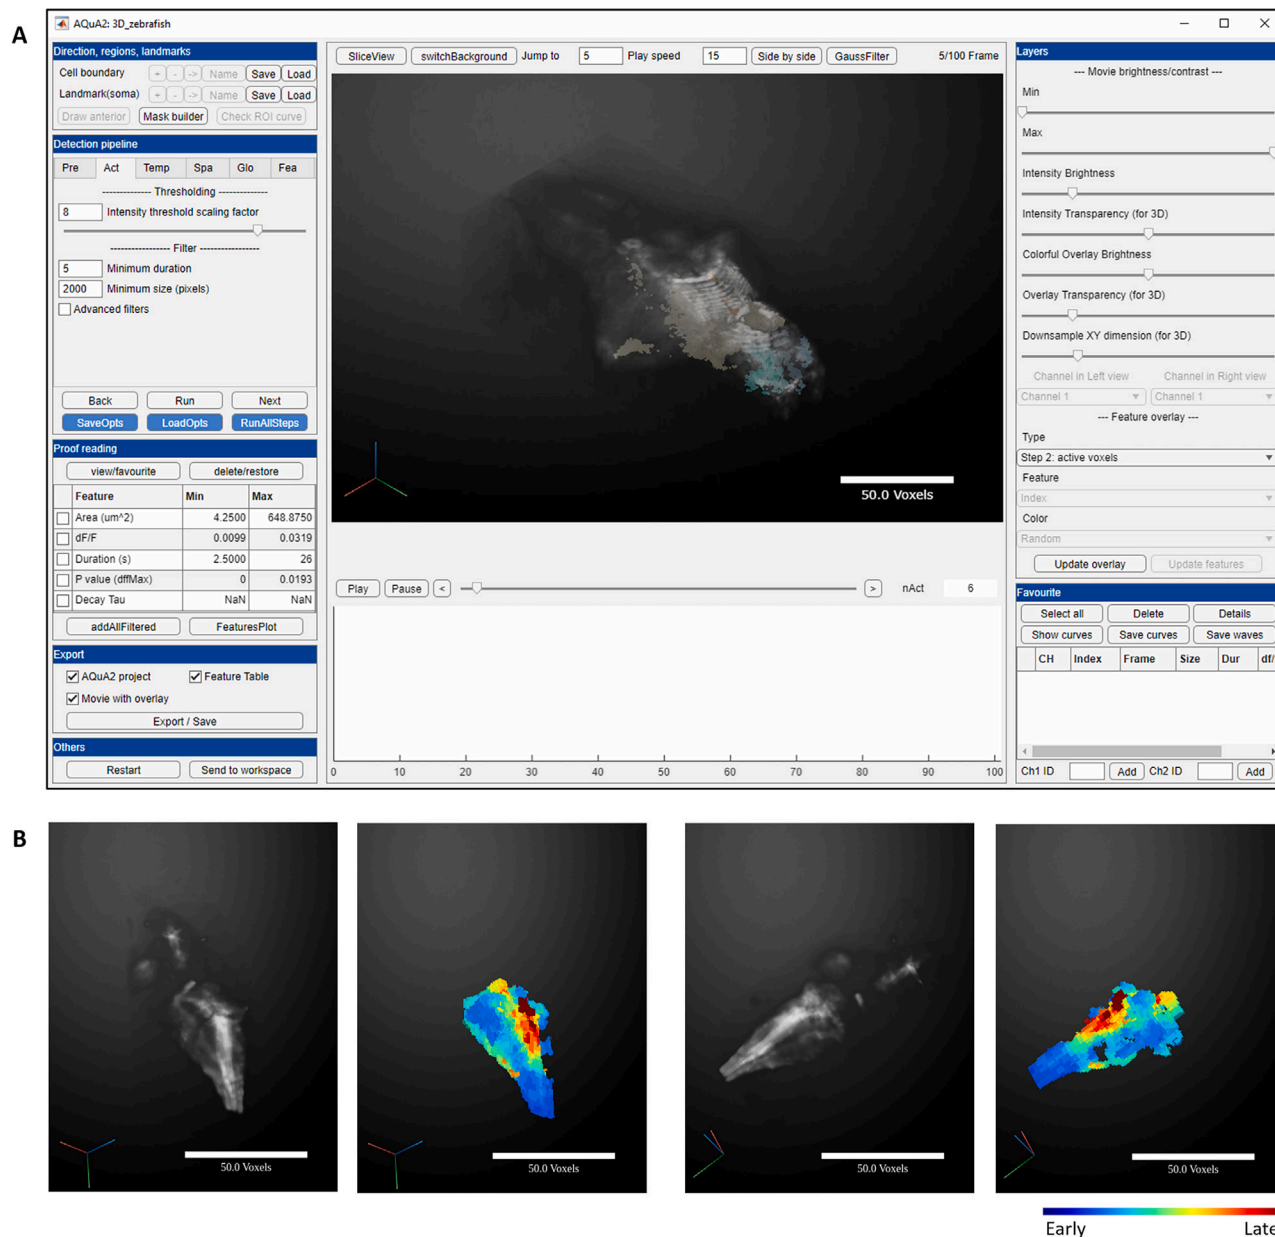 A
AQuA2: 3D_zebrafish
Direction, regions, landmarks
Cell boundary + - -> Name Save Load
Landmark(soma) + - -> Name Save Load
Draw anterior Mask builder Check ROI curve
Detection pipeline
Pre Act Temp Spa Glo Fea
-------------- Thresholding --------------
8 Intensity threshold scaling factor
----------------- Filter -----------------
5 Minimum duration
2000 Minimum size (pixels)
Advanced filters
Back Run Next
SaveOpts LoadOpts RunAllSteps
Proof reading
view/favourite delete/restore
Feature Min Max
Area (um^2) 4.2500 648.8750
dF/F 0.0099 0.0319
Duration (s) 2.5000 26
P value (dffMax) 0 0.0193
Decay Tau NaN NaN
addAllFiltered FeaturesPlot
Export
AQuA2 project Feature Table
Movie with overlay
Export / Save
Others
Restart Send to workspace
SliceView switchBackground Jump to 5 Play speed 15 Side by side GaussFilter 5/100 Frame
50.0 Voxels
Play Pause < > nAct 6
0 10 20 30 40 50 60 70 80 90 100
Layers
--- Movie brightness/contrast ---
Min
Max
Intensity Brightness
Intensity Transparency (for 3D)
Colorful Overlay Brightness
Overlay Transparency (for 3D)
Downsample XY dimension (for 3D)
Channel in Left view Channel in Right view
Channel 1 Channel 1
--- Feature overlay ---
Type
Step 2: active voxels
Feature
Index
Color
Random
Update overlay Update features
Favourite
Select all Delete Details
Show curves Save curves Save waves
CH Index Frame Size Dur df/
Ch1 ID Add Ch2 ID Add
B
50.0 Voxels
50.0 Voxels
50.0 Voxels
50.0 Voxels
Early Late